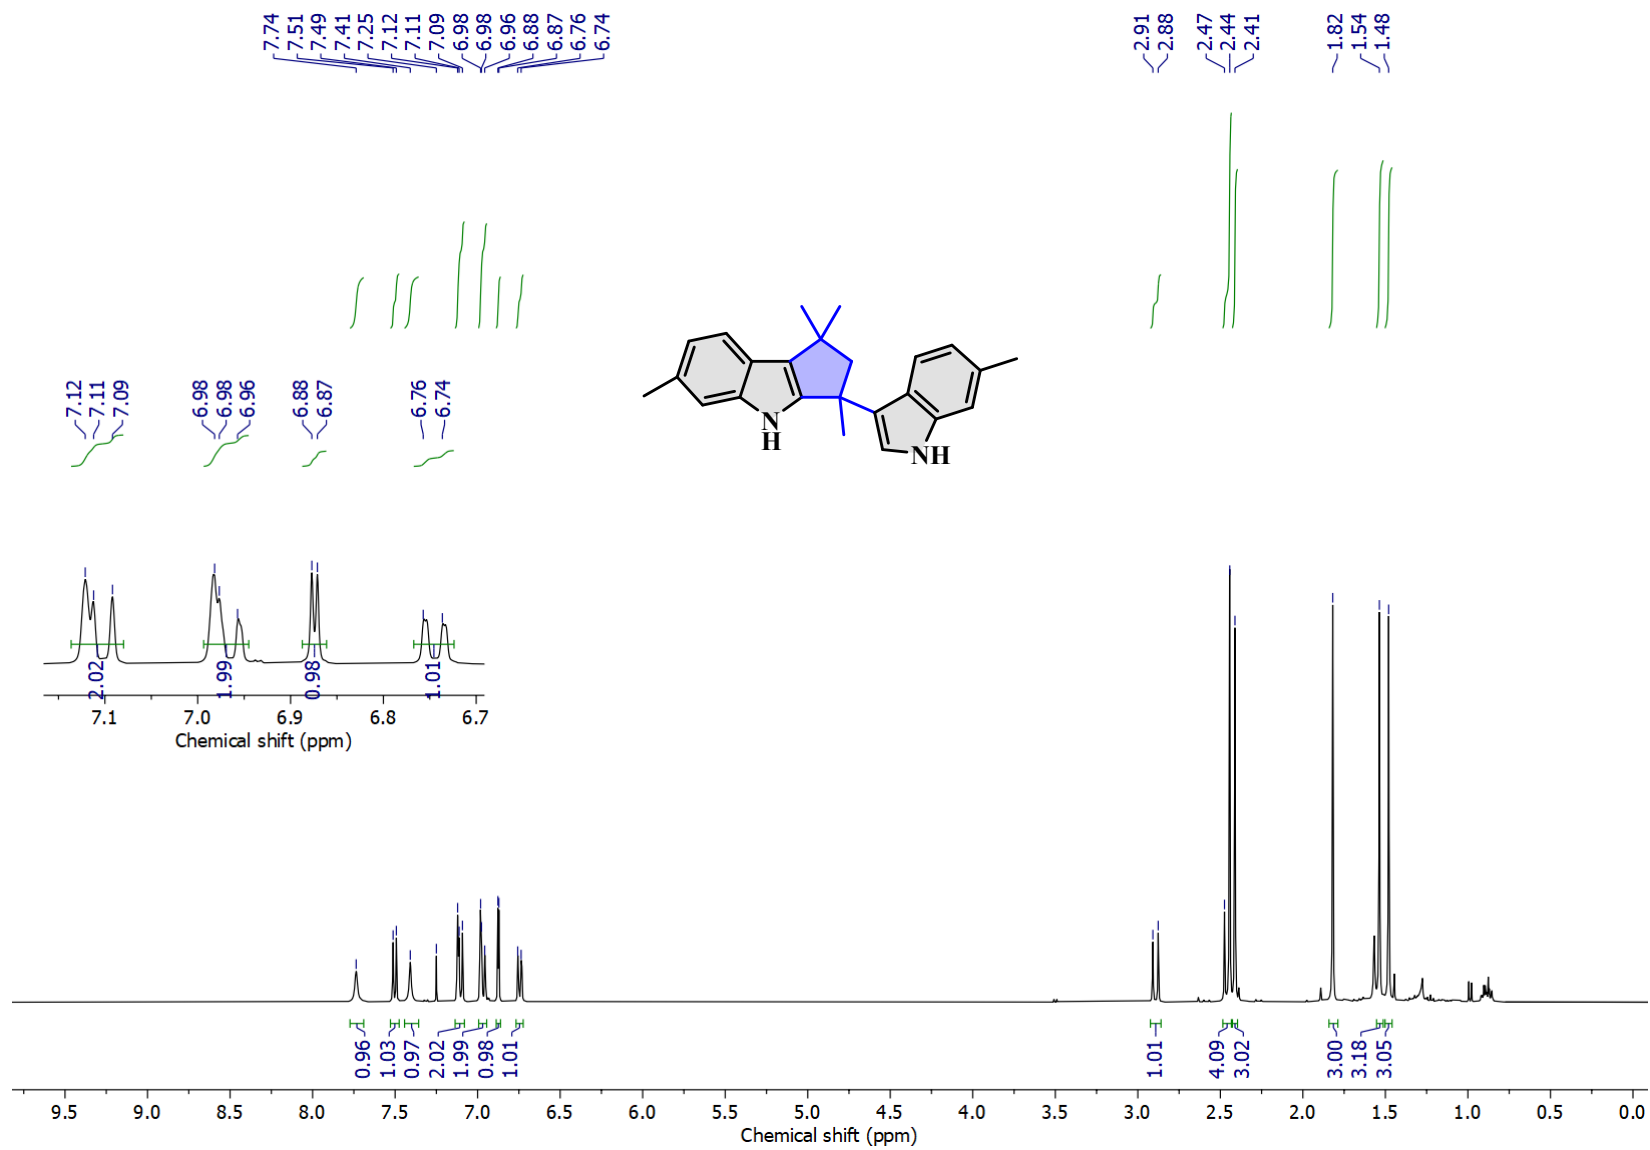 7.74 7.51 7.49 7.41 7.25 7.12 7.11 7.09 6.98 6.98 6.96 6.88 6.87 6.76 6.74
2.91 2.88 2.47 2.44 2.41 1.82 1.54 1.48
7.12 7.11 7.09 6.98 6.98 6.96 6.88 6.87 6.76 6.74
N
H
NH
2.02 1.99 0.98 1.01
7.1 7.0 6.9 6.8 6.7
Chemical shift (ppm)
0.96 1.03 0.97 2.02 1.99 0.98 1.01 1.01 4.09 3.02 3.00 3.18 3.05
9.5 9.0 8.5 8.0 7.5 7.0 6.5 6.0 5.5 5.0 4.5 4.0 3.5 3.0 2.5 2.0 1.5 1.0 0.5 0.0
Chemical shift (ppm)